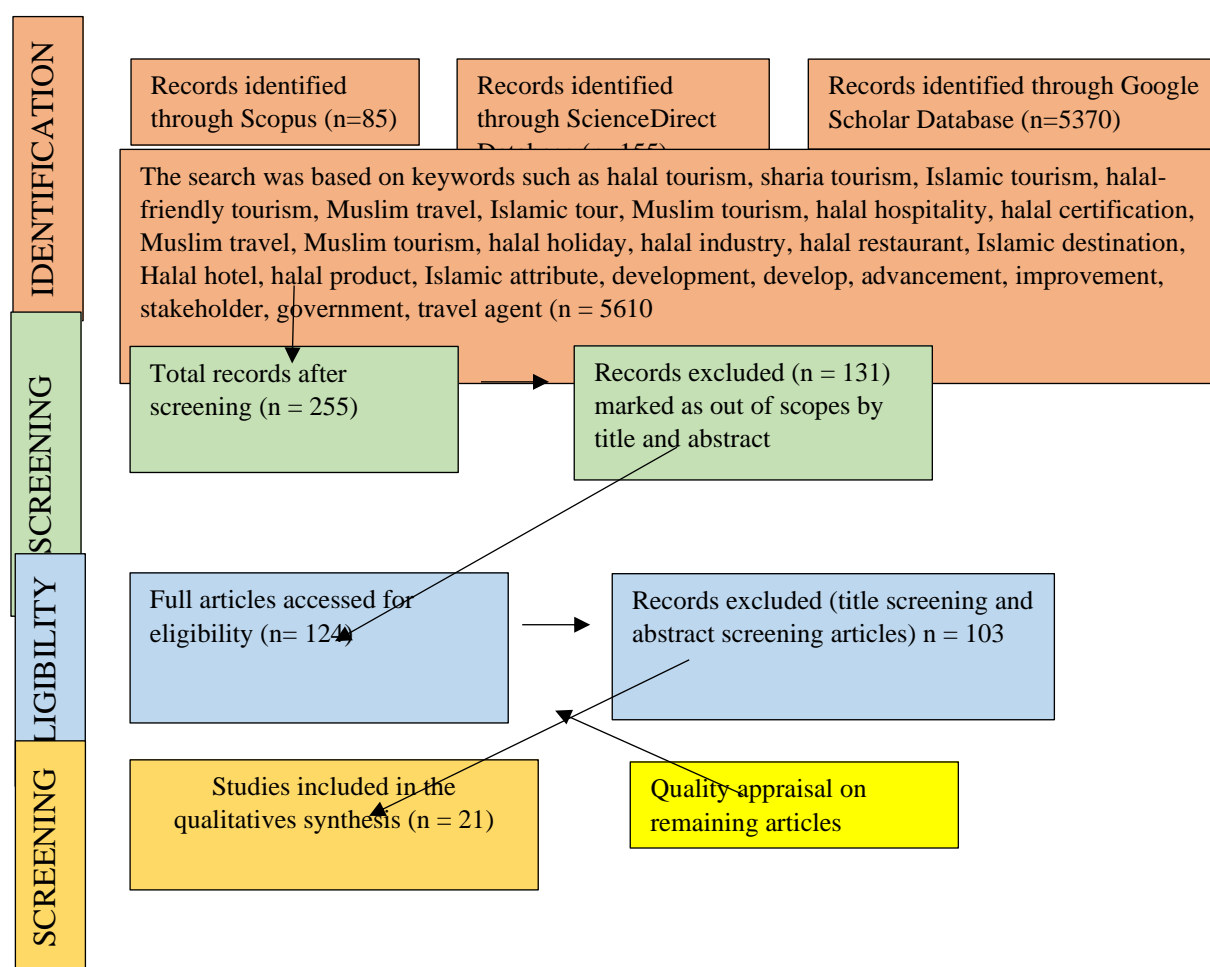 IDENTIFICATION
Records identified
through Scopus (n=85)
Records identified
through ScienceDirect
Database (n=155)
Records identified through Google
Scholar Database (n=5370)
The search was based on keywords such as halal tourism, sharia tourism, Islamic tourism, halal-
friendly tourism, Muslim travel, Islamic tour, Muslim tourism, halal hospitality, halal certification,
Muslim travel, Muslim tourism, halal holiday, halal industry, halal restaurant, Islamic destination,
Halal hotel, halal product, Islamic attribute, development, develop, advancement, improvement,
stakeholder, government, travel agent (n = 5610
SCREENING
Total records after
screening (n = 255)
Records excluded (n = 131)
marked as out of scopes by
title and abstract
LIGIBILITY
Full articles accessed for
eligibility (n= 124)
Records excluded (title screening and
abstract screening articles) n = 103
SCREENING
Studies included in the
qualitatives synthesis (n = 21)
Quality appraisal on
remaining articles